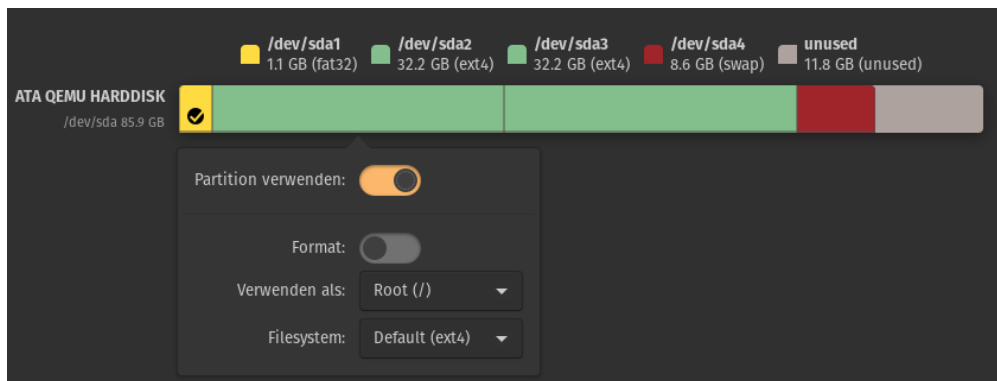 /dev/sda1
1.1 GB (fat32)
/dev/sda2
32.2 GB (ext4)
/dev/sda3
32.2 GB (ext4)
/dev/sda4
8.6 GB (swap)
unused
11.8 GB (unused)
ATA QEMU HARDDISK
/dev/sda 85.9 GB
Partition verwenden:
Format:
Verwenden als: Root (/)
Filesystem: Default (ext4)